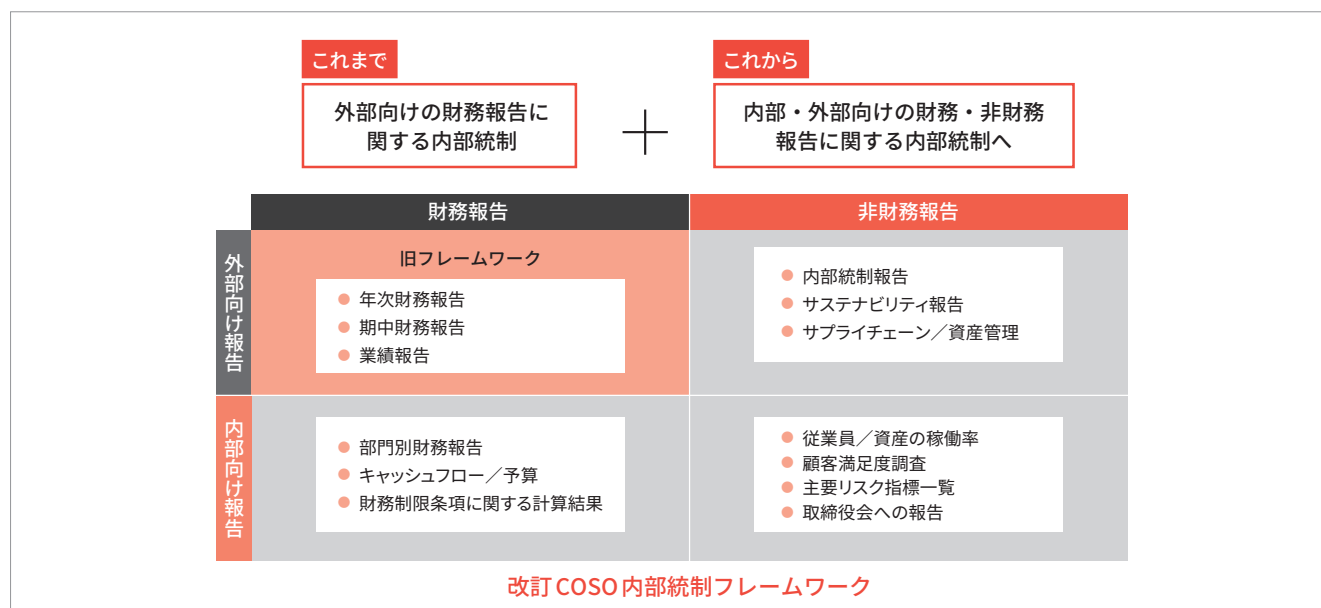 これまで
外部向けの財務報告に
関する内部統制
＋
これから
内部・外部向けの財務・非財務
報告に関する内部統制へ
財務報告
非財務報告
外部向け報告
旧フレームワーク
● 年次財務報告
● 期中財務報告
● 業績報告
● 内部統制報告
● サステナビリティ報告
● サプライチェーン／資産管理
内部向け報告
● 部門別財務報告
● キャッシュフロー／予算
● 財務制限条項に関する計算結果
● 従業員／資産の稼働率
● 顧客満足度調査
● 主要リスク指標一覧
● 取締役会への報告
改訂COSO内部統制フレームワーク